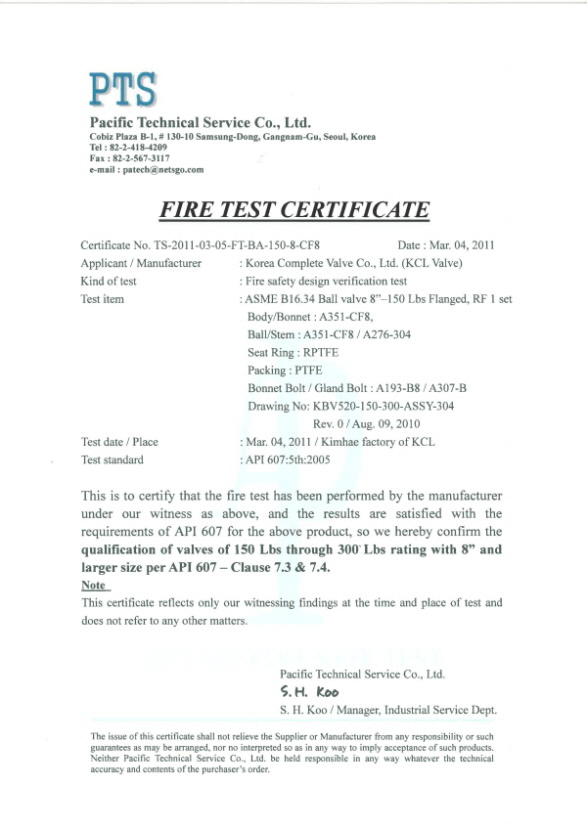 PTS
Pacific Technical Service Co., Ltd.
Cobiz Plaza B-1, # 130-10 Samsung-Dong, Gangnam-Gu, Seoul, Korea
Tel : 82-2-418-4209
Fax : 82-2-567-3117
e-mail : patech@netsgo.com
FIRE TEST CERTIFICATE
Certificate No. TS-2011-03-05-FT-BA-150-8-CF8 Date : Mar. 04, 2011
Applicant / Manufacturer : Korea Complete Valve Co., Ltd. (KCL Valve)
Kind of test : Fire safety design verification test
Test item : ASME B16.34 Ball valve 8”–150 Lbs Flanged, RF 1 set
Body/Bonnet : A351-CF8,
Ball/Stem : A351-CF8 / A276-304
Seat Ring : RPTFE
Packing : PTFE
Bonnet Bolt / Gland Bolt : A193-B8 / A307-B
Drawing No: KBV520-150-300-ASSY-304
Rev. 0 / Aug. 09, 2010
Test date / Place : Mar. 04, 2011 / Kimhae factory of KCL
Test standard : API 607:5th:2005
This is to certify that the fire test has been performed by the manufacturer
under our witness as above, and the results are satisfied with the
requirements of API 607 for the above product, so we hereby confirm the
qualification of valves of 150 Lbs through 300 Lbs rating with 8” and
larger size per API 607 – Clause 7.3 & 7.4.
Note
This certificate reflects only our witnessing findings at the time and place of test and
does not refer to any other matters.
Pacific Technical Service Co., Ltd.
S. H. Koo
S. H. Koo / Manager, Industrial Service Dept.
The issue of this certificate shall not relieve the Supplier or Manufacturer from any responsibility or such
guarantees as may be arranged, nor no interpreted so as in any way to imply acceptance of such products.
Neither Pacific Technical Service Co., Ltd. be held responsible in any way whatever the technical
accuracy and contents of the purchaser's order.